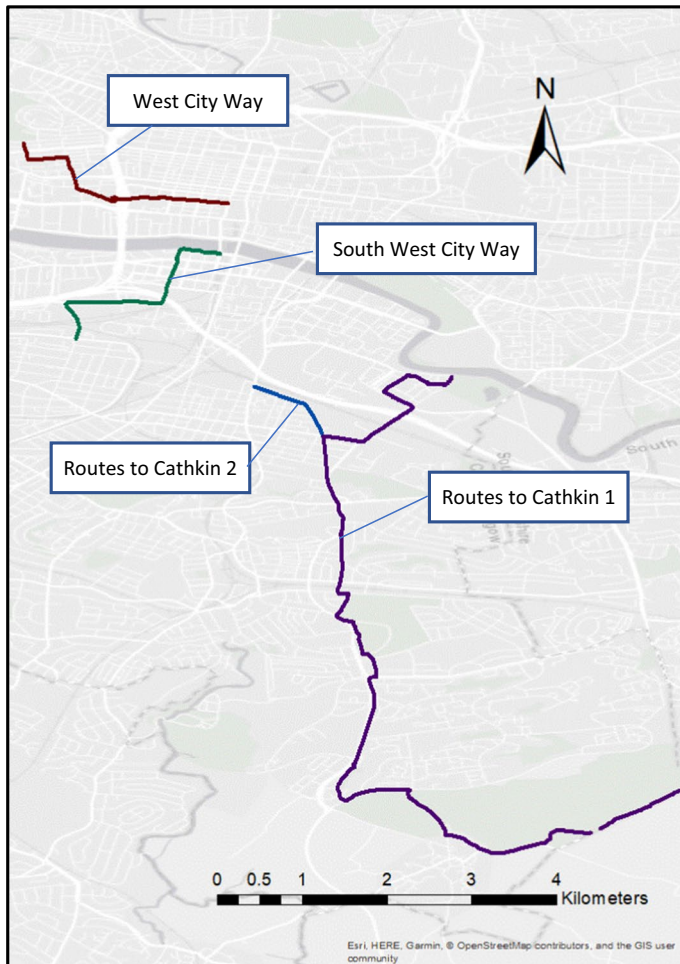 West City Way
N
South West City Way
Routes to Cathkin 2
South
Routes to Cathkin 1
0 0.5 1 2 3 4
Kilometers
Esri, HERE, Garmin, © OpenStreetMap contributors, and the GIS user
community